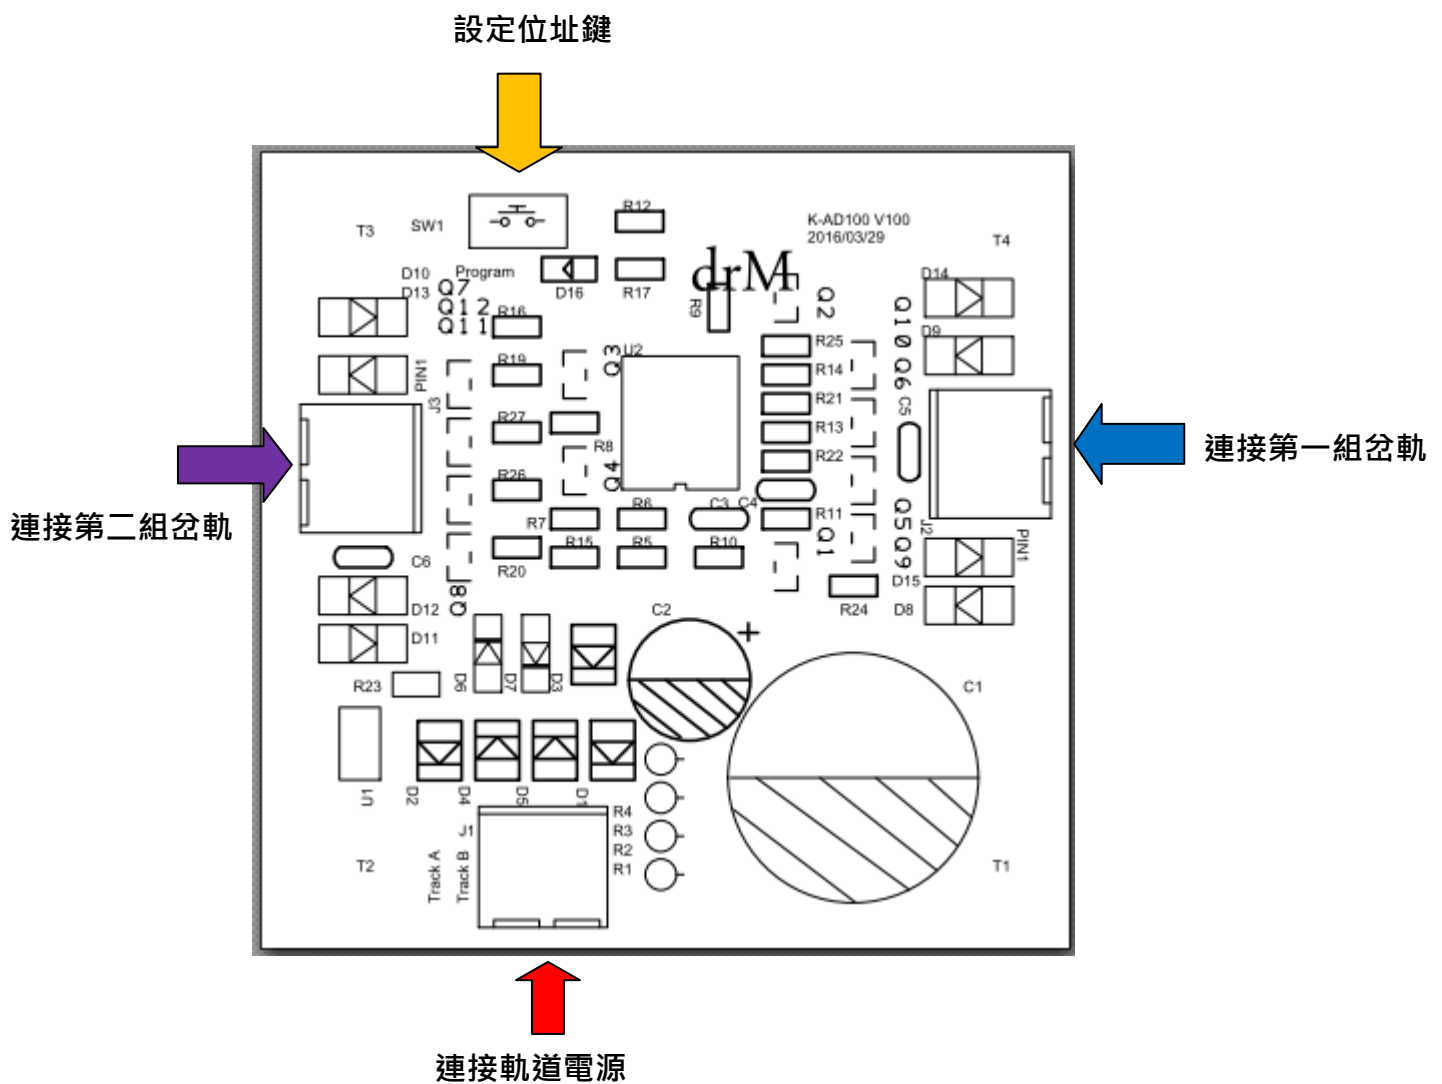 設定位址鍵
K-AD100 V100
2016/03/29
T3
SW1
R12
T4
drM
D10
Program
D16
R17
D14
D13
Q7
Q12
Q11
R16
R9
Q2
Q10
D9
R19
Q3
U2
R25
R14
Q6
PIN1
J3
R27
R8
R21
R13
C5
連接第一組岔軌
R26
Q4
R22
連接第二組岔軌
R7
R6
C3
C4
R11
Q5
J2
PIN1
R15
R5
R10
Q1
Q9
C6
R20
D15
D12
Q8
C2
+
R24
D8
D11
R23
D6
D7
D3
C1
U1
D2
D4
D5
D1
J1
R4
R3
R2
R1
T2
Track A
Track B
T1
連接軌道電源